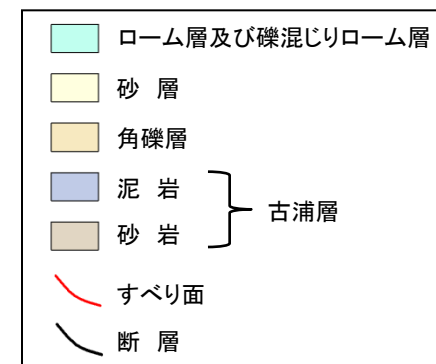 ローム層及び礫混じりローム層
砂 層
角礫層
泥 岩
古浦層
砂 岩
すべり面
断 層